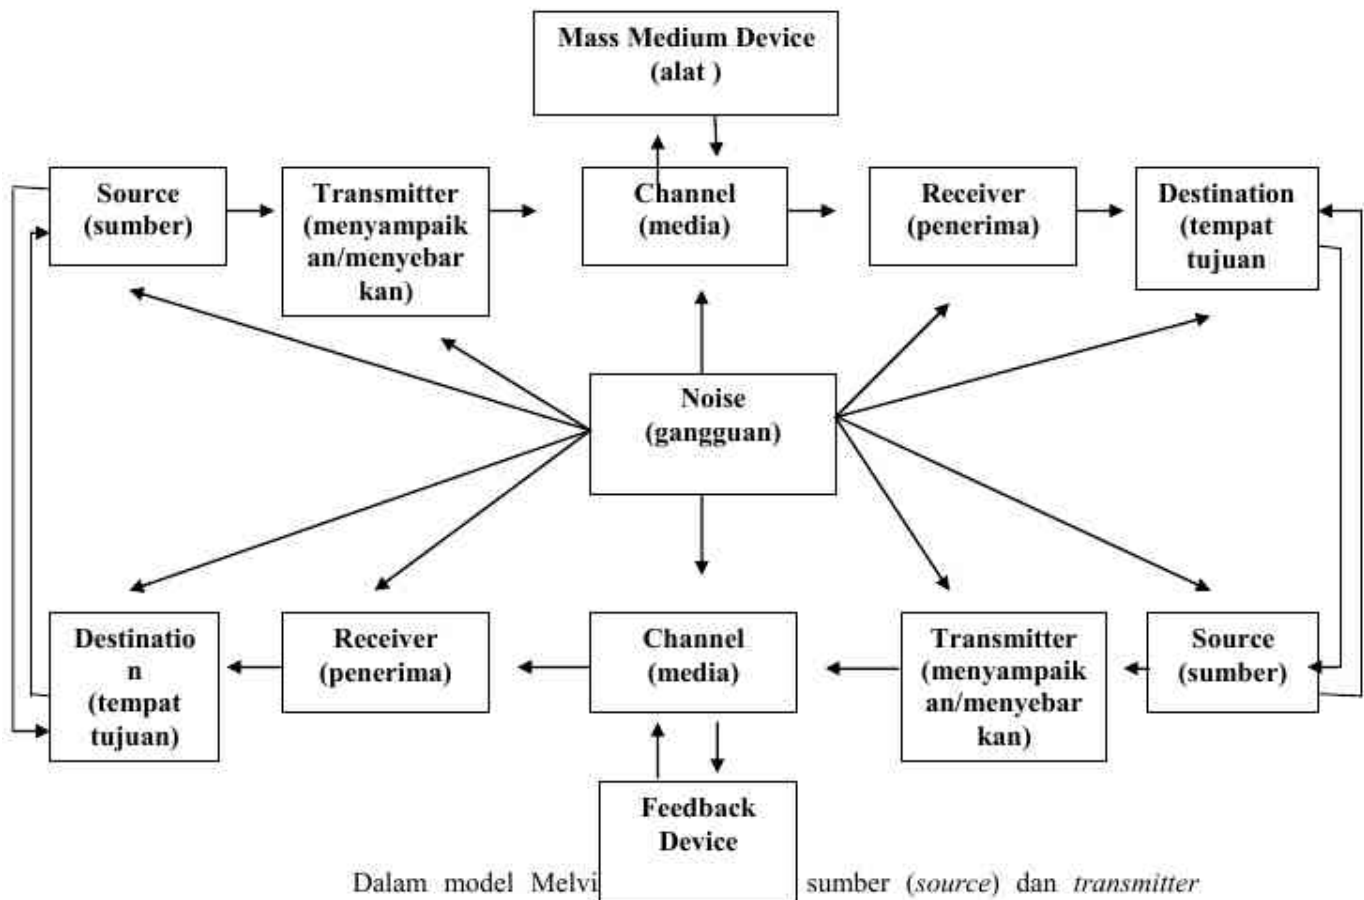 Mass Medium Device
(alat )
Source
(sumber)
Transmitter
(menyampaik
an/menyebar
kan)
Channel
(media)
Receiver
(penerima)
Destination
(tempat
tujuan
Noise
(gangguan)
Destinatio
n
(tempat
tujuan)
Receiver
(penerima)
Channel
(media)
Transmitter
(menyampaik
an/menyebar
kan)
Source
(sumber)
Feedback
Device
Dalam model Melvi sumber (source) dan transmitter